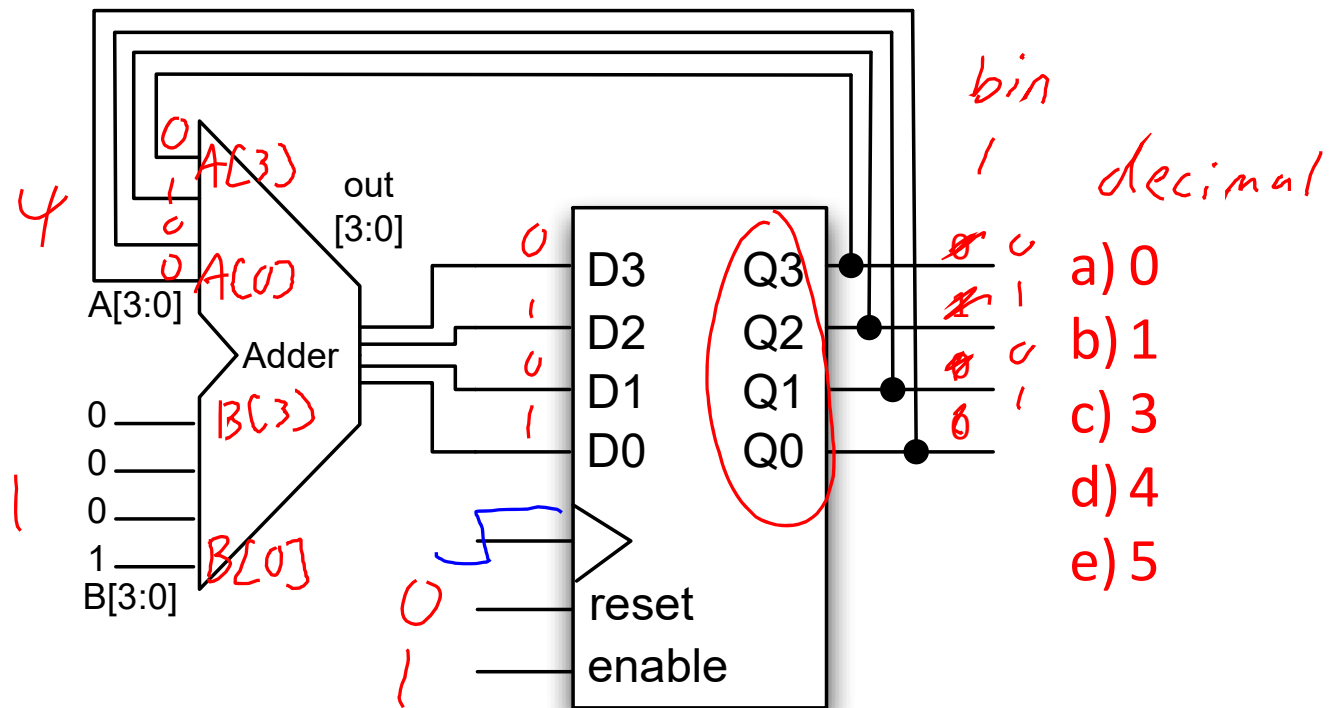 bin
1
decimal
0
A[3]
1
0
0
A[0]
4
A[3:0]
out
[3:0]
Adder
0
B[3]
0
0
1
B[0]
B[3:0]
1
0
1
0
1
D3
D2
D1
D0
Q3
Q2
Q1
Q0
0
1
0
1
a) 0
b) 1
c) 3
d) 4
e) 5
0
reset
1
enable